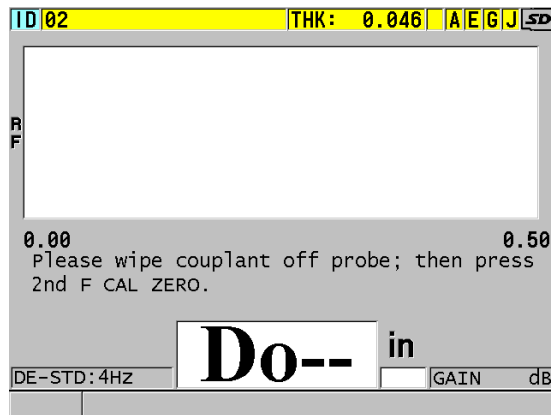 ID 02 THK: 0.046 A E G J SD
RF
0.00 0.50
Please wipe couplant off probe; then press
2nd F CAL ZERO.
Do-- in
DE-STD:4Hz GAIN dB